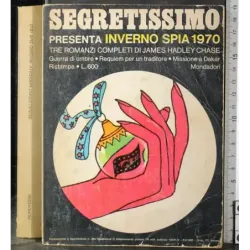 SEGRETISSIMO
PRESENTA INVERNO SPIA 1970
TRE ROMANZI COMPLETI DI JAMES HADLEY CHASE
Guerra di ombre • Requiem per un traditore • Missione a Dakar
Ristampa • L.600 Mondadori